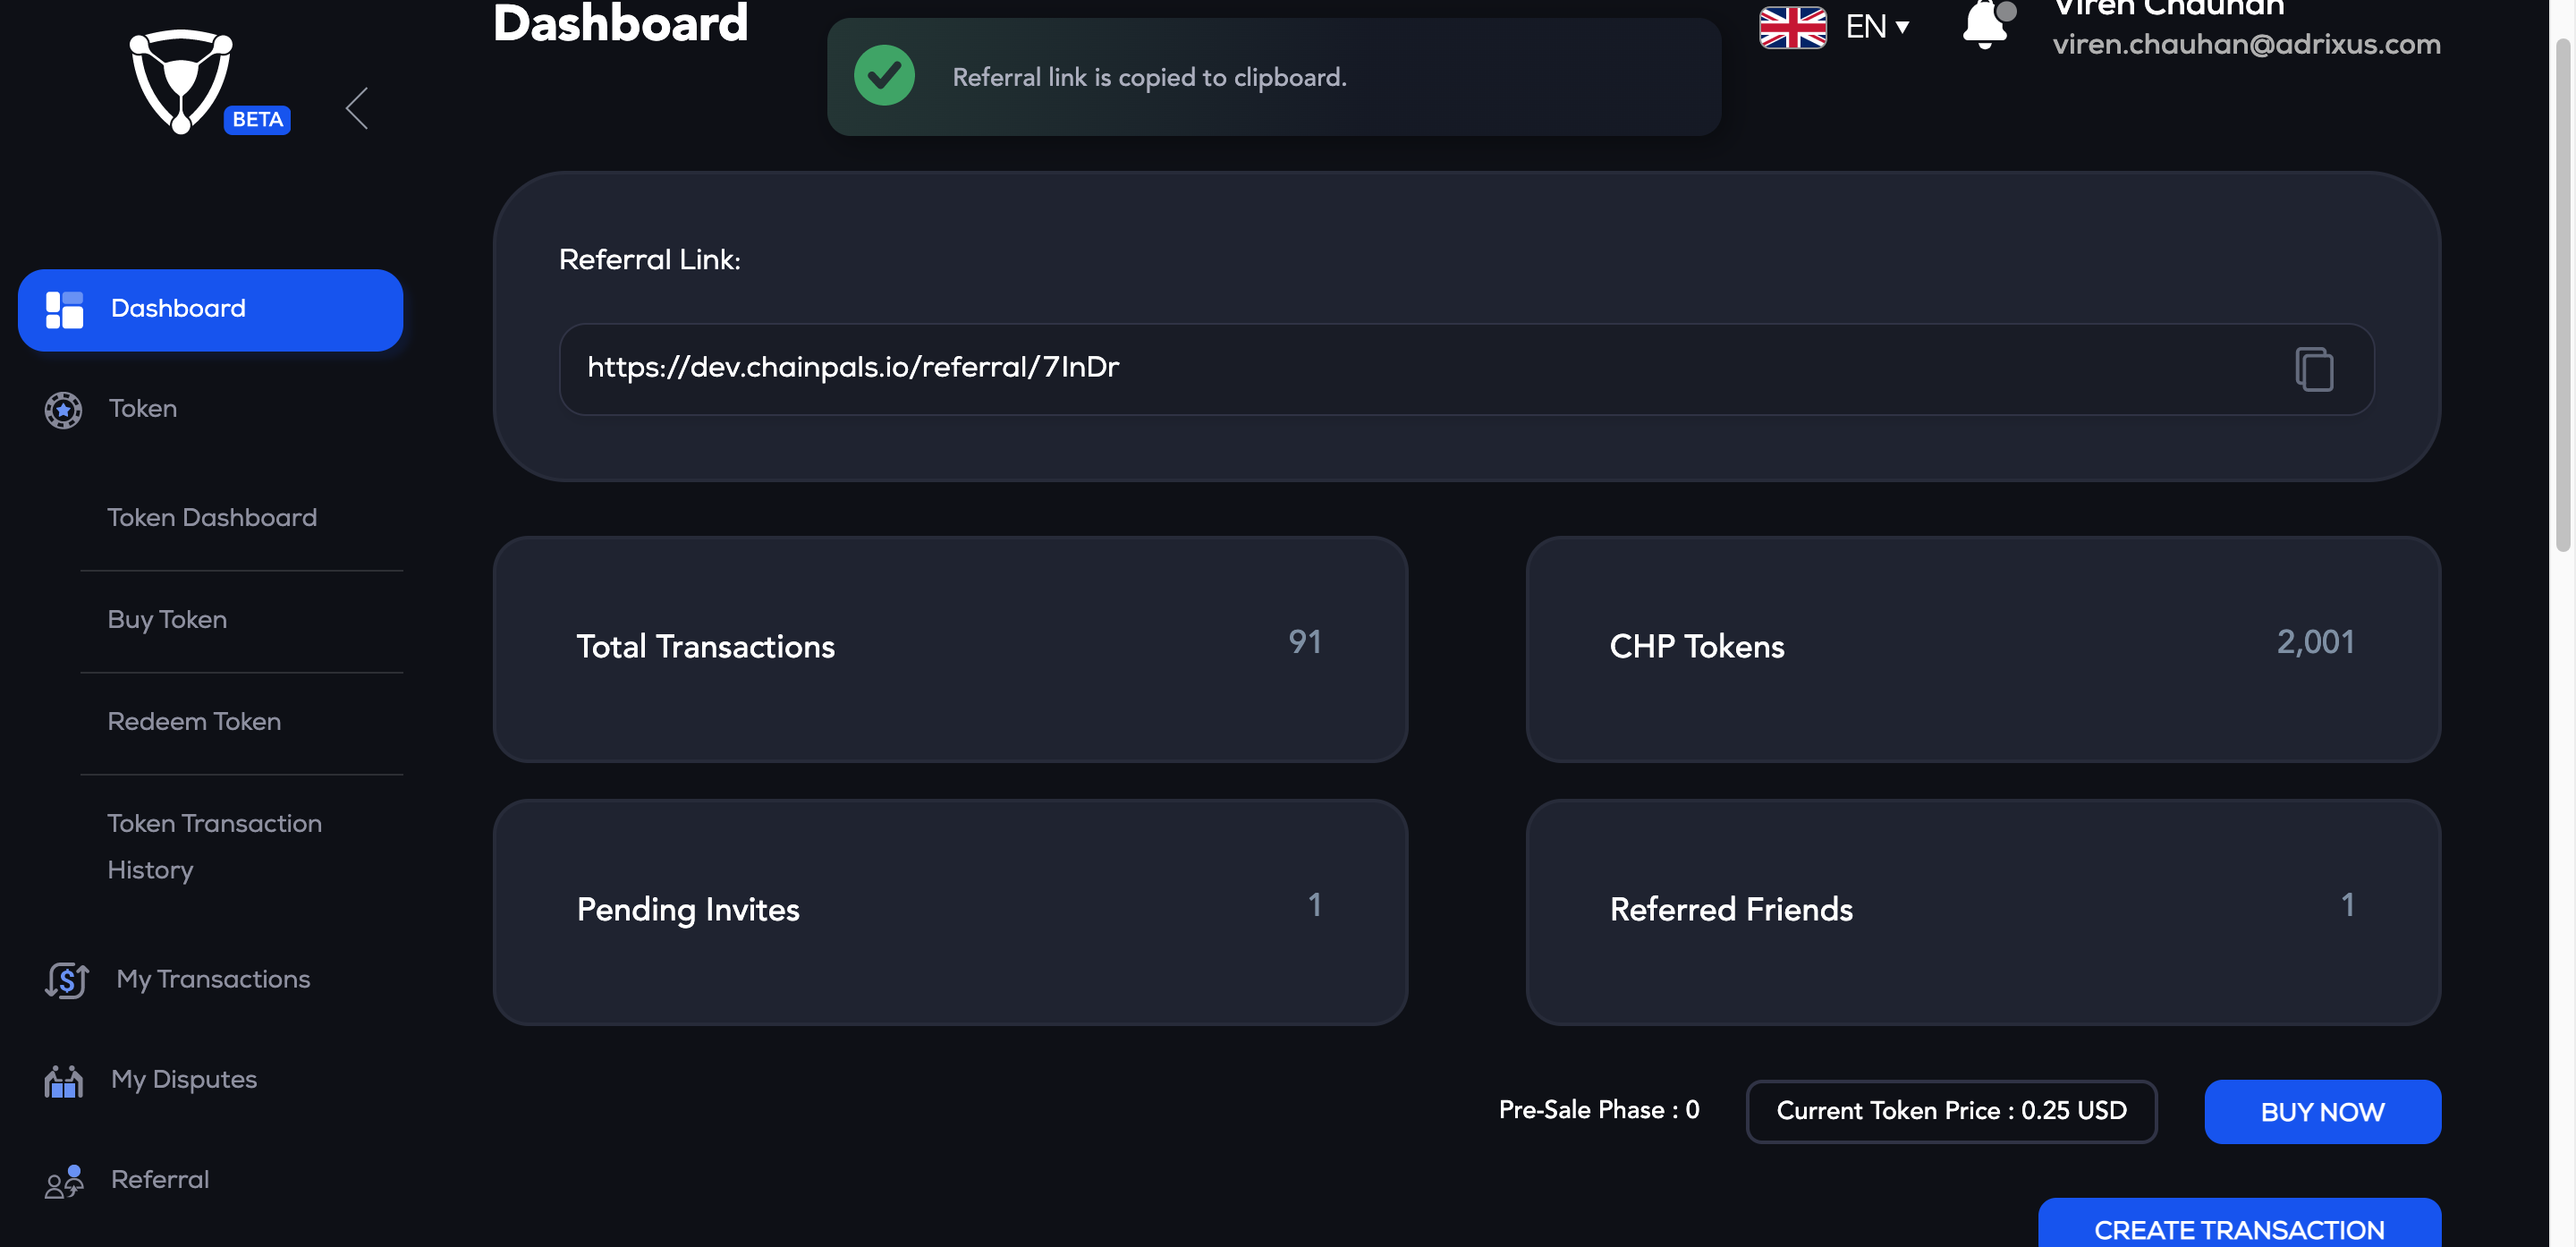 Dashboard
Referral link is copied to clipboard.
EN
Viren Chauhan
viren.chauhan@adrixus.com
BETA
Dashboard
Token
Token Dashboard
Buy Token
Redeem Token
Token Transaction
History
My Transactions
My Disputes
Referral
Referral Link:
https://dev.chainpals.io/referral/7InDr
Total Transactions 91
CHP Tokens 2,001
Pending Invites 1
Referred Friends 1
Pre-Sale Phase : 0
Current Token Price : 0.25 USD
BUY NOW
CREATE TRANSACTION